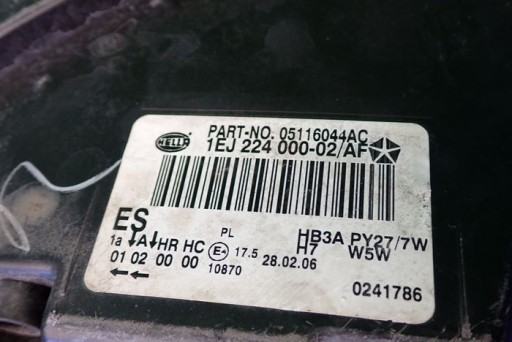 HELLA
PART-NO. 05116044AC
1EJ 224 000-02/AF
ES
PL
HB3A PY27/7W
1a A HR HC
17.5 28.02.06
H7 W5W
01 02 00 00
10870
0241786